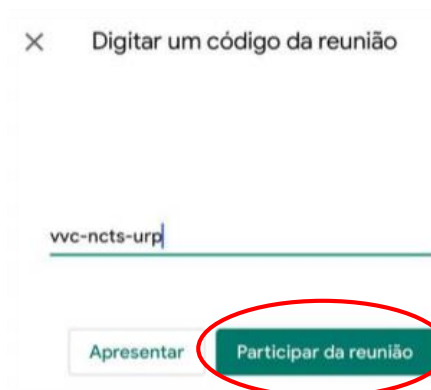 Digitar um código da reunião
vvc-ncts-urp
Apresentar Participar da reunião